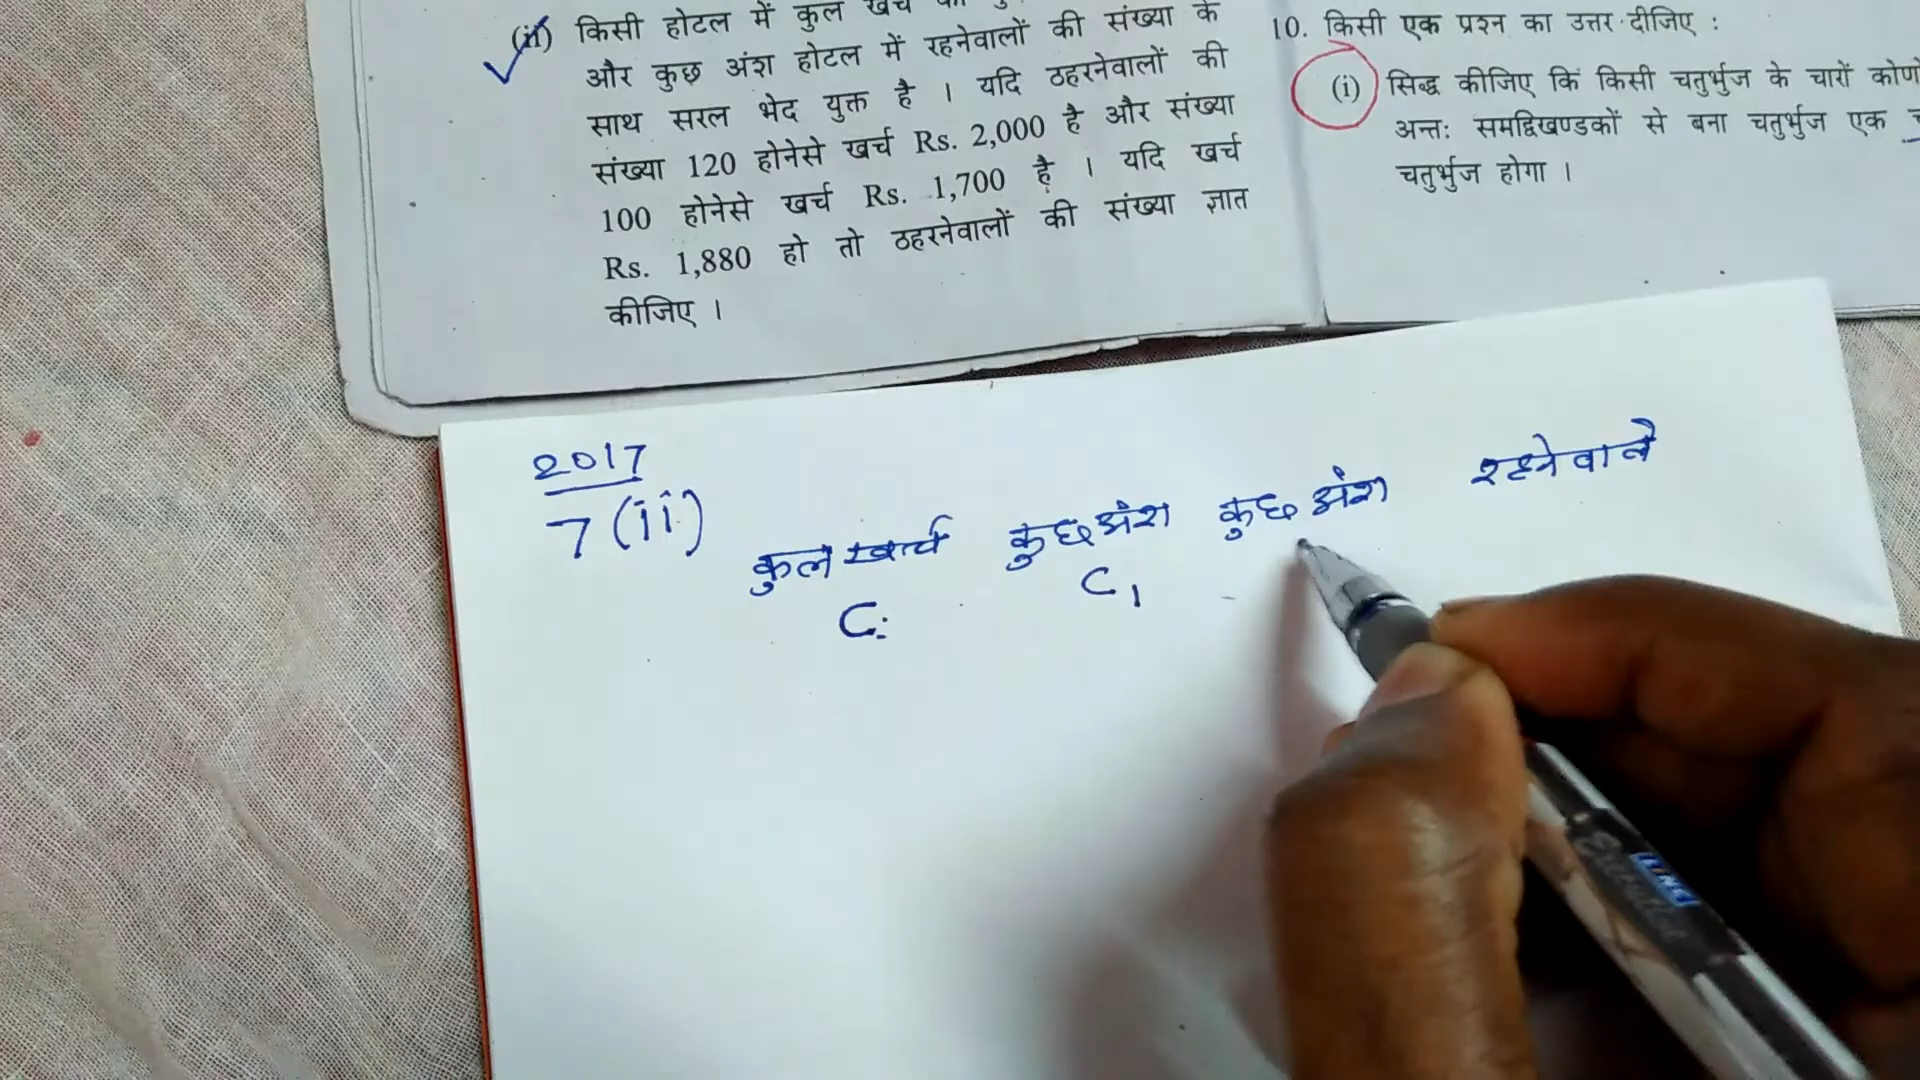 (ii) किसी होटल में कुल खर्च का
और कुछ अंश होटल में रहनेवालों की संख्या के
साथ सरल भेद युक्त है । यदि ठहरनेवालों की
संख्या 120 होनेसे खर्च Rs. 2,000 है और संख्या
100 होनेसे खर्च Rs. 1,700 है । यदि खर्च
Rs. 1,880 हो तो ठहरनेवालों की संख्या ज्ञात
कीजिए ।
10. किसी एक प्रश्न का उत्तर दीजिए :
(i) सिद्ध कीजिए कि किसी चतुर्भुज के चारों
अन्तः समद्विखण्डकों से बना चतुर्भुज एक
चतुर्भुज होगा ।
2017
7 (ii)
कुल खर्च कुछ अंश कुछ अंश रहनेवाले
C: C1